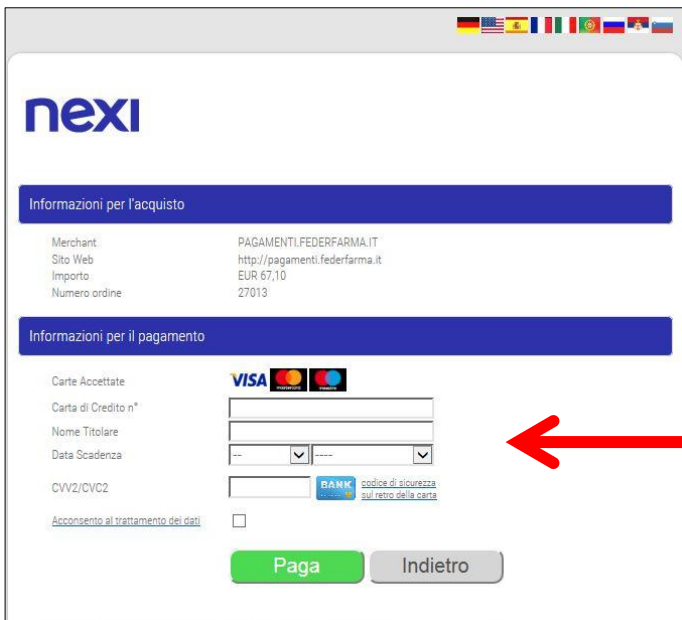 nexi
Informazioni per l'acquisto
Merchant PAGAMENTI.FEDERFARMA.IT
Sito Web http://pagamenti.federfarma.it
Importo EUR 67,10
Numero ordine 27013
Informazioni per il pagamento
Carte Accettate VISA
Carta di Credito n°
Nome Titolare
Data Scadenza -- ----
CVV2/CVC2 BANK codice di sicurezza
sul retro della carta
Acconsento al trattamento dei dati
Paga Indietro